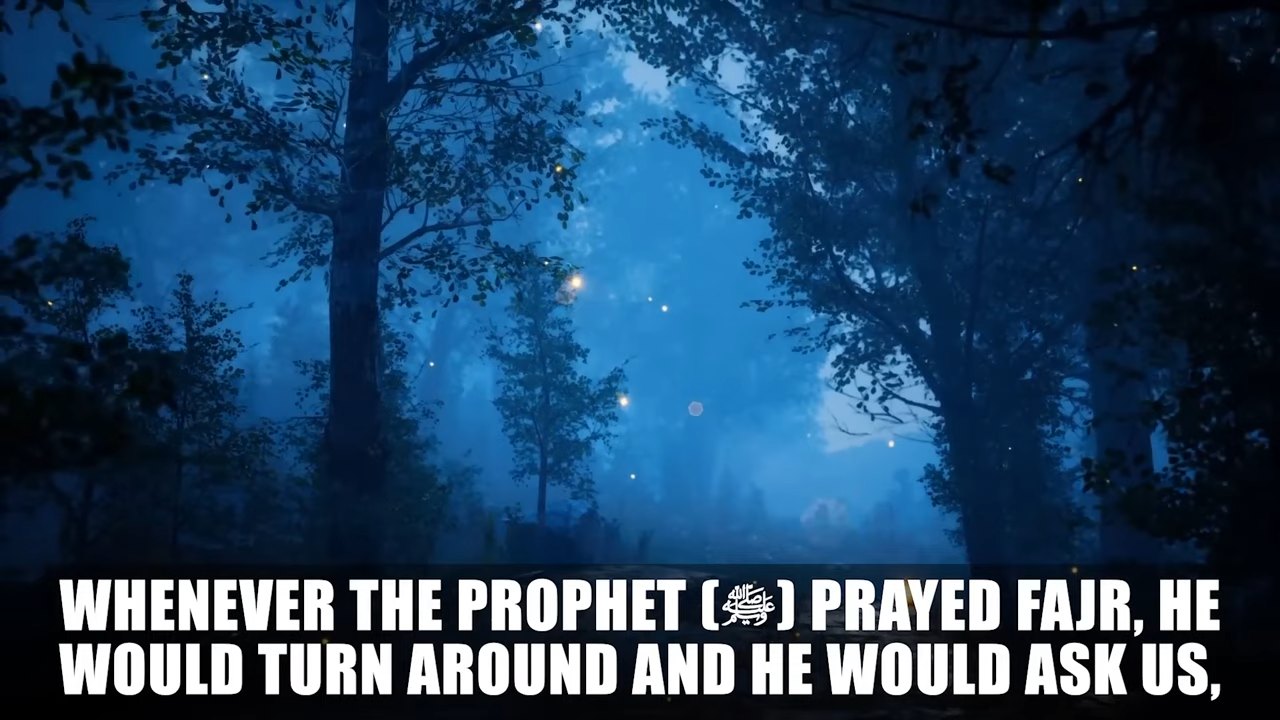 WHENEVER THE PROPHET (ﷺ) PRAYED FAJR, HE
WOULD TURN AROUND AND HE WOULD ASK US,